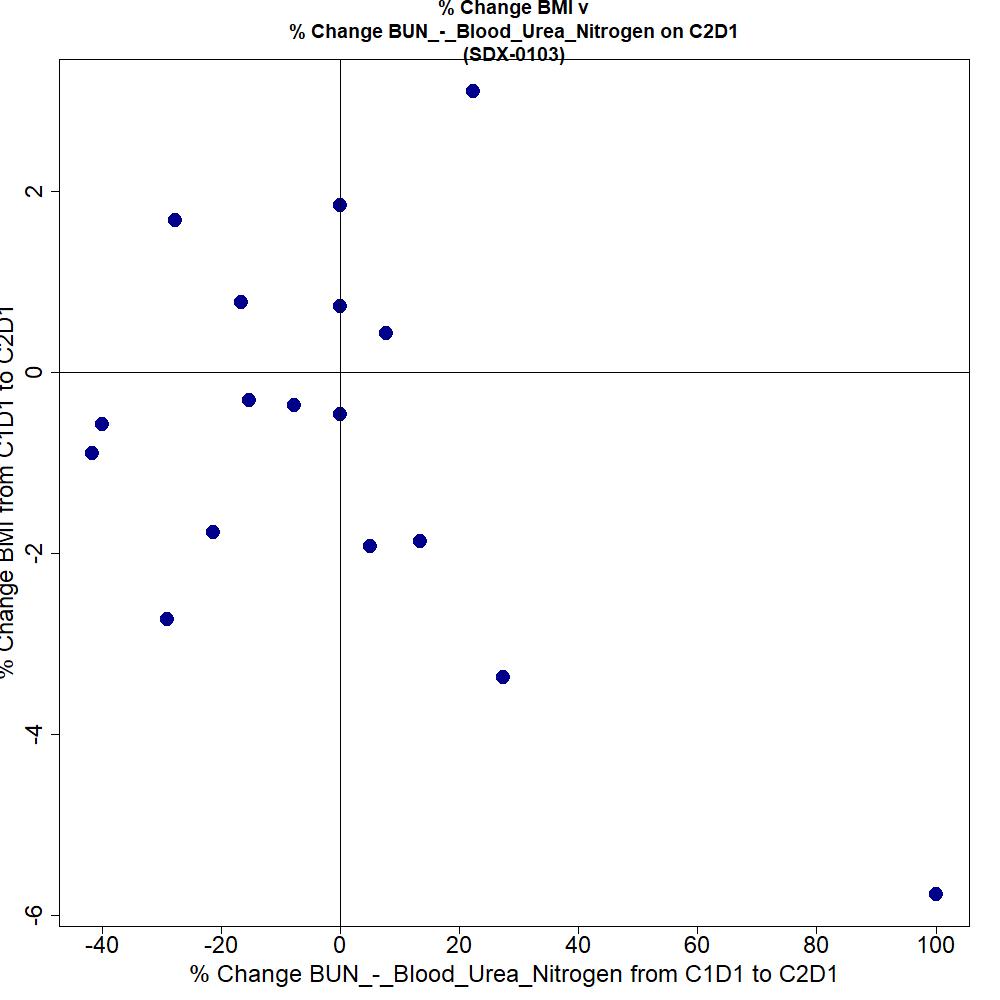 % Change BMI v
% Change BUN_-_Blood_Urea_Nitrogen on C2D1
(SDX-0103)
% Change BMI from C1D1 to C2D1
2
0
-2
-4
-6
-40 -20 0 20 40 60 80 100
% Change BUN_-_Blood_Urea_Nitrogen from C1D1 to C2D1